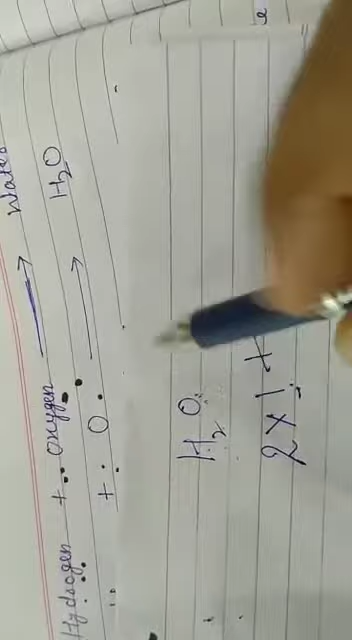 Hydrogen + Oxygen → Water
+ O → H₂O
H₂O
2 × 1 +